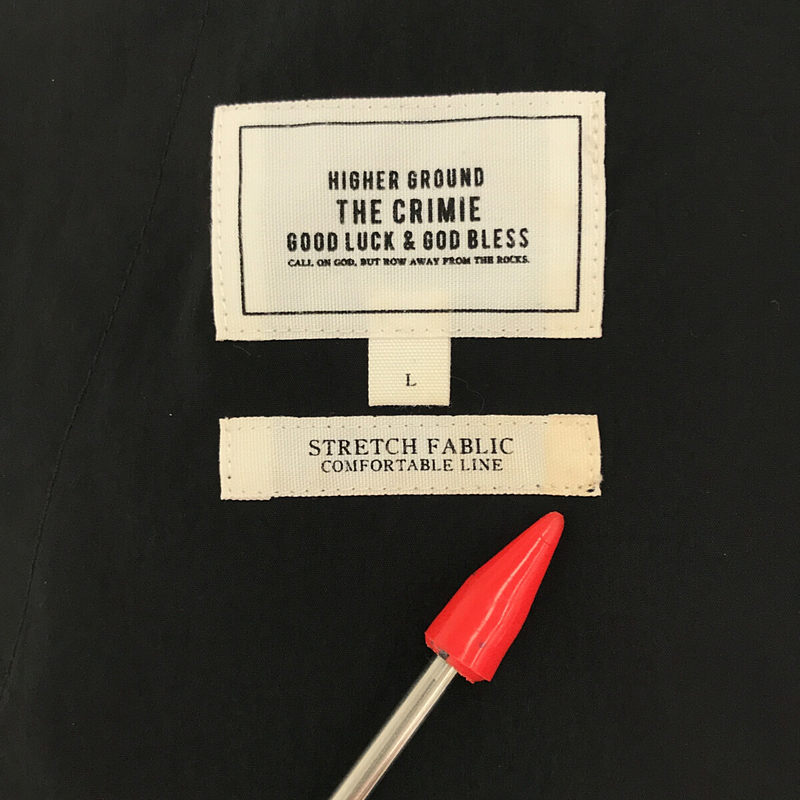 HIGHER GROUND
THE CRIMIE
GOOD LUCK & GOD BLESS
CALL ON GOD, BUT ROW AWAY FROM THE ROCKS.
L
STRETCH FABLIC
COMFORTABLE LINE